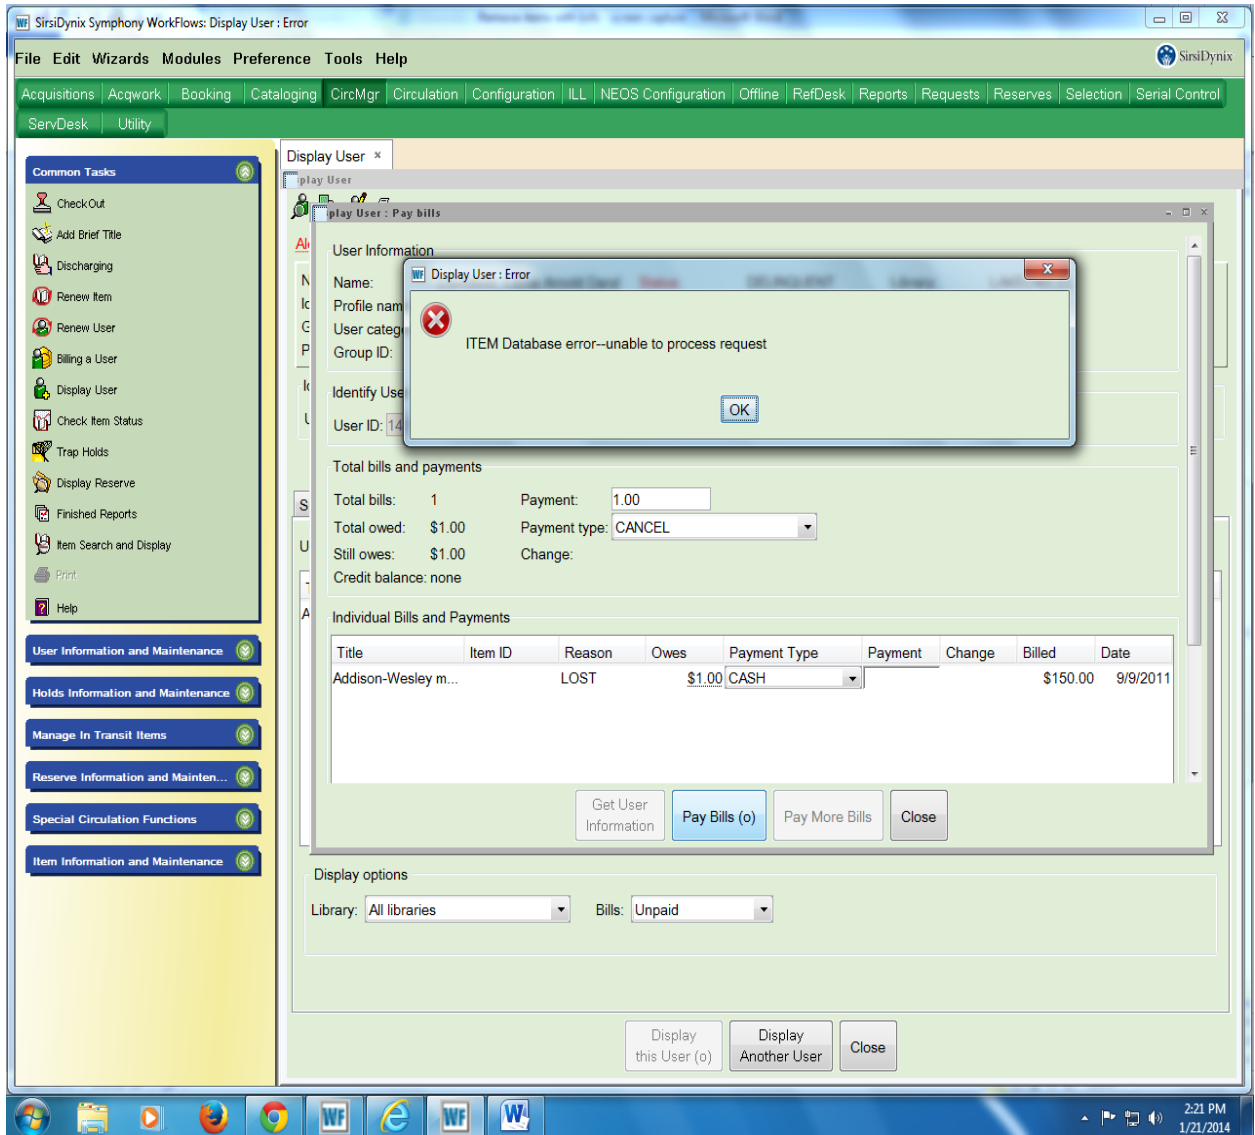 SirsiDynix Symphony WorkFlows: Display User : Error
File Edit Wizards Modules Preference Tools Help
SirsiDynix
Acquisitions Acqwork Booking Cataloging CircMgr Circulation Configuration ILL NEOS Configuration Offline RefDesk Reports Requests Reserves Selection Serial Control
ServDesk Utility
Common Tasks
CheckOut
Add Brief Title
Discharging
Renew Item
Renew User
Billing a User
Display User
Check Item Status
Trap Holds
Display Reserve
Finished Reports
Item Search and Display
Print
Help
User Information and Maintenance
Holds Information and Maintenance
Manage In Transit Items
Reserve Information and Mainten...
Special Circulation Functions
Item Information and Maintenance
Display User ×
splay User
splay User : Pay bills
User Information
Name:
Profile nam
User categ
Group ID:
Display User : Error
ITEM Database error--unable to process request
OK
Identify Use
User ID: 14
Total bills and payments
Total bills: 1 Payment: 1.00
Total owed: $1.00 Payment type: CANCEL
Still owes: $1.00 Change:
Credit balance: none
Individual Bills and Payments
Title Item ID Reason Owes Payment Type Payment Change Billed Date
Addison-Wesley m... LOST $1.00 CASH $150.00 9/9/2011
Get User Information
Pay Bills (o)
Pay More Bills
Close
Display options
Library: All libraries Bills: Unpaid
Display this User (o)
Display Another User
Close
2:21 PM
1/21/2014